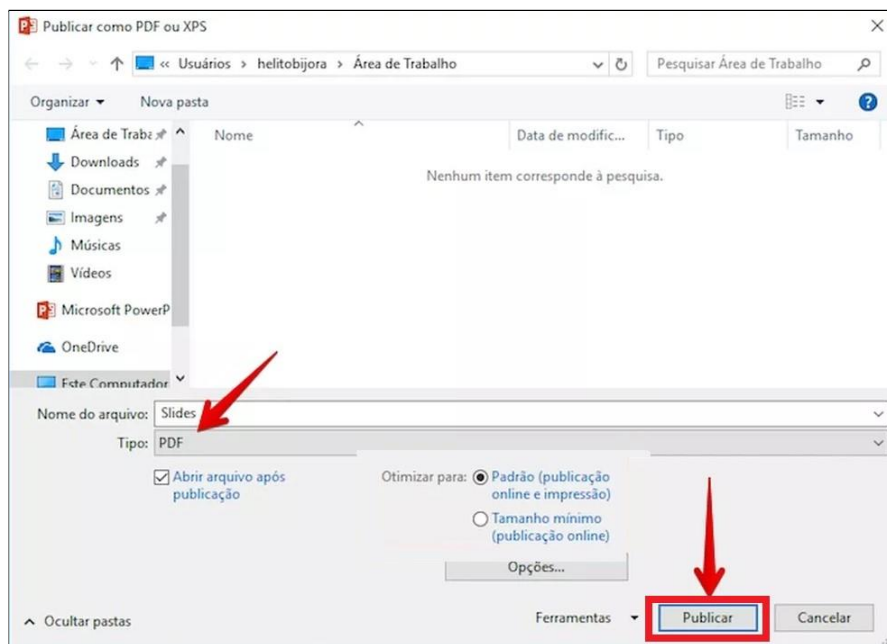 Publicar como PDF ou XPS
« Usuários > helitobijora > Área de Trabalho
Pesquisar Área de Trabalho
Organizar
Nova pasta
Área de Traba
Nome
Data de modific...
Tipo
Tamanho
Downloads
Nenhum item corresponde à pesquisa.
Documentos
Imagens
Músicas
Vídeos
Microsoft PowerP
OneDrive
Este Computador
Nome do arquivo: Slides
Tipo: PDF
Abrir arquivo após
publicação
Otimizar para:
Padrão (publicação
online e impressão)
Tamanho mínimo
(publicação online)
Opções...
Ocultar pastas
Ferramentas
Publicar
Cancelar